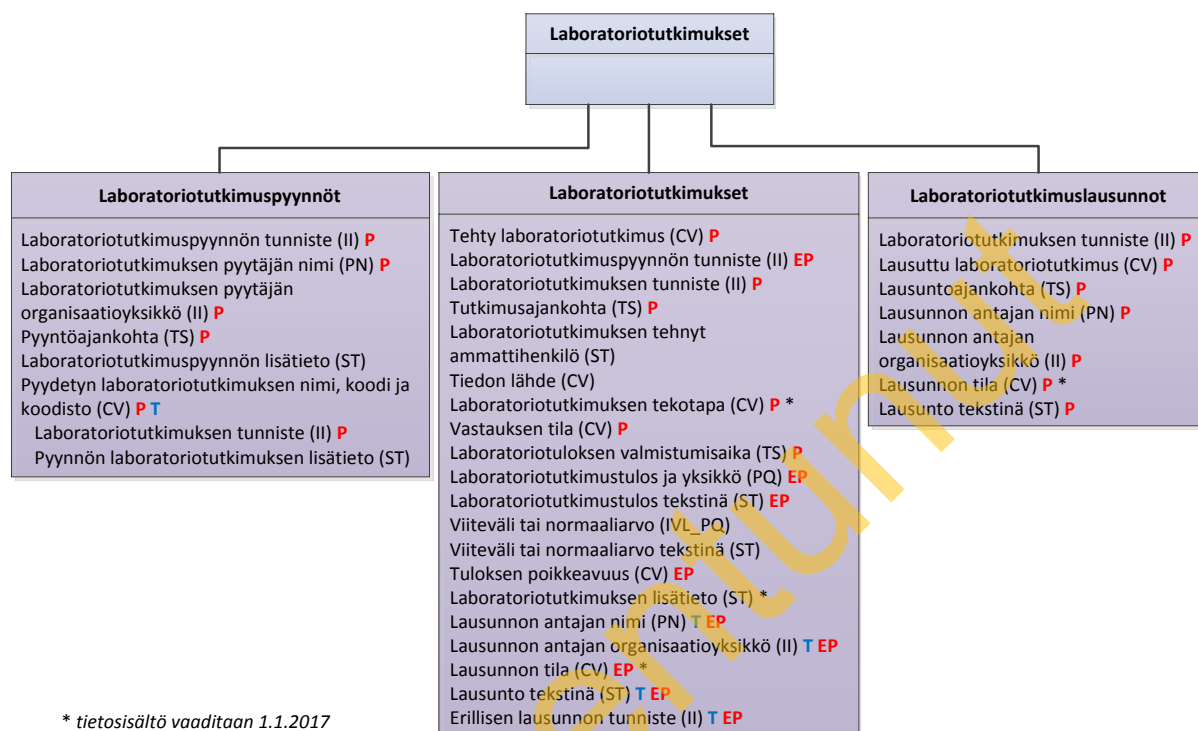 Laboratoriotutkimukset
Laboratoriotutkimuspyynnöt
Laboratoriotutkimuspyynnön tunniste (II) P
Laboratoriotutkimuksen pyytäjän nimi (PN) P
Laboratoriotutkimuksen pyytäjän
organisaatioyksikkö (II) P
Pyyntöajankohta (TS) P
Laboratoriotutkimuspyynnön lisätieto (ST)
Pyydetyn laboratoriotutkimuksen nimi, koodi ja
koodisto (CV) P T
Laboratoriotutkimuksen tunniste (II) P
Pyynnön laboratoriotutkimuksen lisätieto (ST)
Laboratoriotutkimukset
Tehty laboratoriotutkimus (CV) P
Laboratoriotutkimuspyynnön tunniste (II) EP
Laboratoriotutkimuksen tunniste (II) P
Tutkimusajankohta (TS) P
Laboratoriotutkimuksen tehnyt
ammattihenkilö (ST)
Tiedon lähde (CV)
Laboratoriotutkimuksen tekotapa (CV) P *
Vastauksen tila (CV) P
Laboratoriotuloksen valmistumisaika (TS) P
Laboratoriotutkimustulos ja yksikkö (PQ) EP
Laboratoriotutkimustulos tekstinä (ST) EP
Viiteväli tai normaaliarvo (IVL_PQ)
Viiteväli tai normaaliarvo tekstinä (ST)
Tuloksen poikkeavuus (CV) EP
Laboratoriotutkimuksen lisätieto (ST) *
Lausunnon antajan nimi (PN) T EP
Lausunnon antajan organisaatioyksikkö (II) T EP
Lausunnon tila (CV) EP *
Lausunto tekstinä (ST) T EP
Erillisen lausunnon tunniste (II) T EP
Laboratoriotutkimuslausunnot
Laboratoriotutkimuksen tunniste (II) P
Lausuttu laboratoriotutkimus (CV) P
Lausuntoajankohta (TS) P
Lausunnon antajan nimi (PN) P
Lausunnon antajan
organisaatioyksikkö (II) P
Lausunnon tila (CV) P *
Lausunto tekstinä (ST) P
* tietosisältö vaaditaan 1.1.2017
entunut